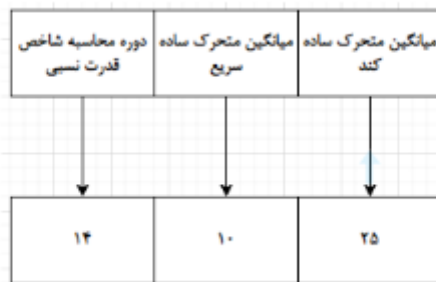 میانگین متحرک ساده
کند
میانگین متحرک ساده
سریع
دوره محاسبه شاخص
قدرت نسبی
۲۵
۱۰
۱۴